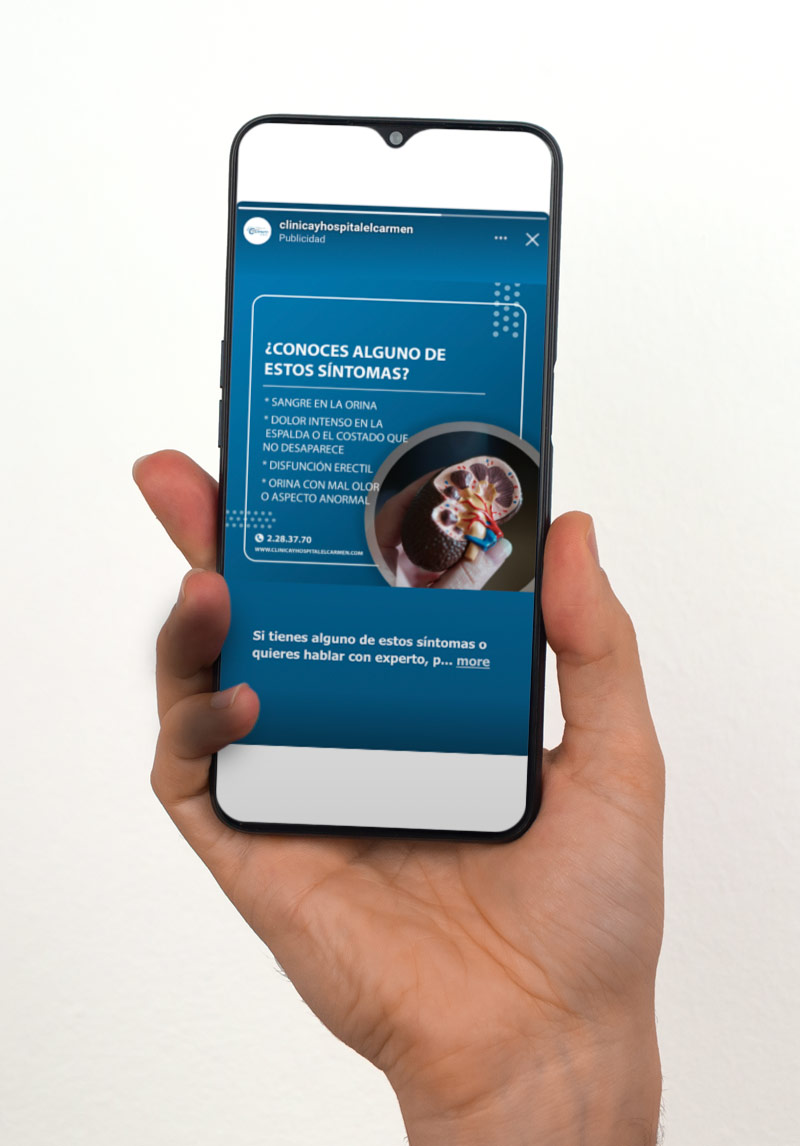 clinicayhospitalelcarmen
Publicidad
¿CONOCES ALGUNO DE
ESTOS SÍNTOMAS?
* SANGRE EN LA ORINA
* DOLOR INTENSO EN LA
ESPALDA O EL COSTADO QUE
NO DESAPARECE
* DISFUNCIÓN ERECTIL
* ORINA CON MAL OLOR
O ASPECTO ANORMAL
2.28.37.70
WWW.CLINICAYHOSPITALELCARMEN.COM
Si tienes alguno de estos síntomas o
quieres hablar con experto, p... more